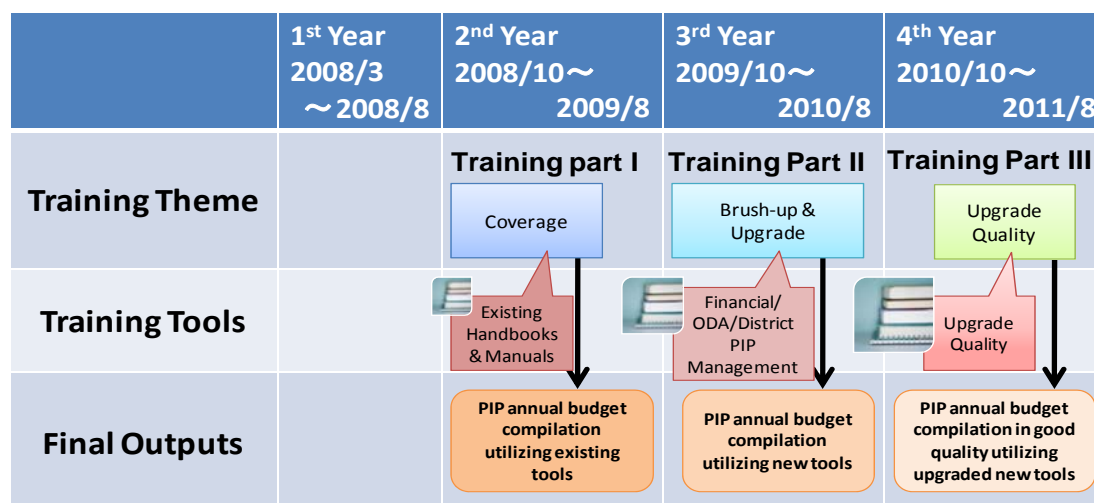 1st Year
2008/3
～2008/8
2nd Year
2008/10～
2009/8
3rd Year
2009/10～
2010/8
4th Year
2010/10～
2011/8
Training Theme
Training part I
Coverage
Training Part II
Brush-up &
Upgrade
Training Part III
Upgrade
Quality
Training Tools
Existing
Handbooks
& Manuals
Financial/
ODA/District
PIP
Management
Upgrade
Quality
Final Outputs
PIP annual budget
compilation
utilizing existing
tools
PIP annual budget
compilation
utilizing new tools
PIP annual budget
compilation in good
quality utilizing
upgraded new tools